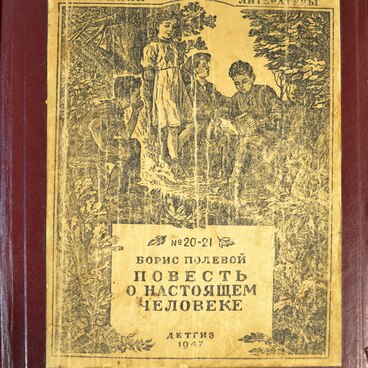 ЛИТЕРАТУРЫ
№ 20-21
БОРИС ПОЛЕВОЙ
ПОВЕСТЬ
О НАСТОЯЩЕМ
ЧЕЛОВЕКЕ
ДЕТГИЗ
1947